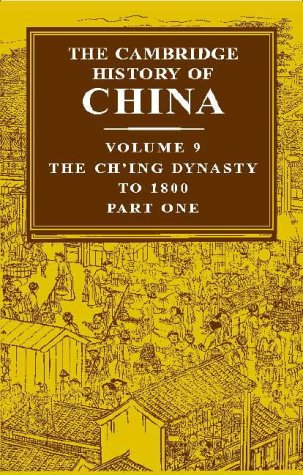 THE CAMBRIDGE
HISTORY OF
CHINA
VOLUME 9
THE CH'ING DYNASTY
TO 1800
PART ONE